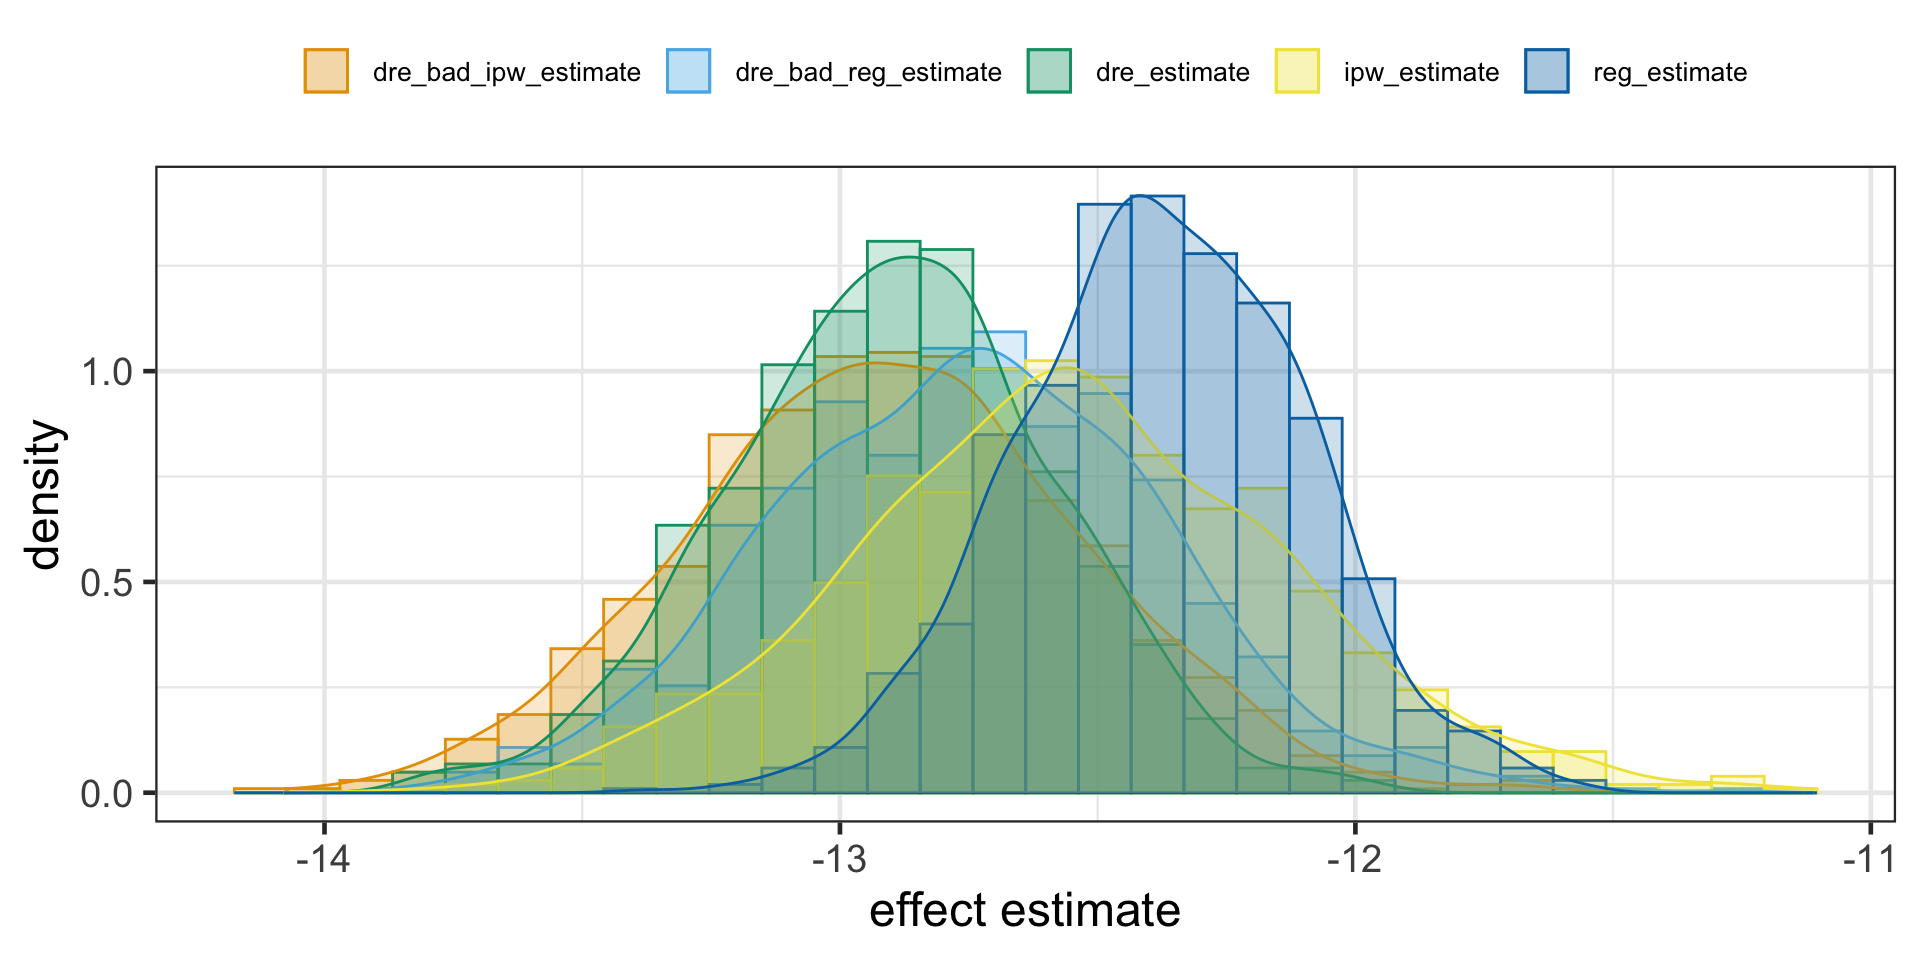 dre_bad_ipw_estimate dre_bad_reg_estimate dre_estimate ipw_estimate reg_estimate
density
1.0
0.5
0.0
-14 -13 -12 -11
effect estimate